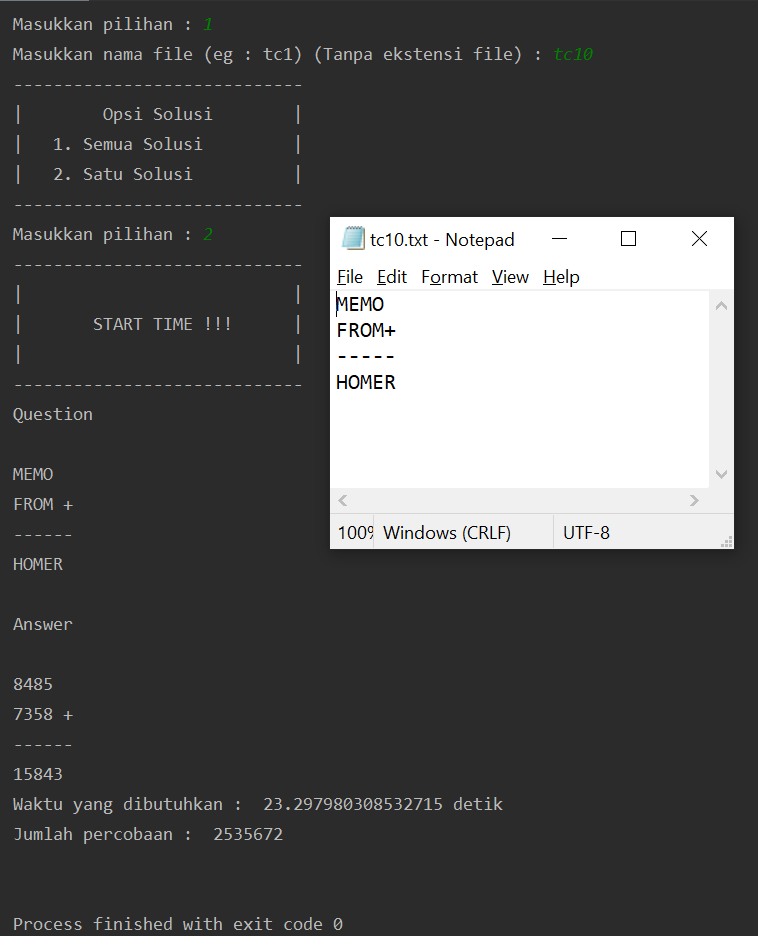 Masukkan pilihan : 1
Masukkan nama file (eg : tc1) (Tanpa ekstensi file) : tc10
-----------------------------
|        Opsi Solusi        |
|   1. Semua Solusi         |
|   2. Satu Solusi          |
-----------------------------
Masukkan pilihan : 2
-----------------------------
|                           |
|       START TIME !!!      |
|                           |
-----------------------------
Question
MEMO
FROM +
------
HOMER
Answer
8485
7358 +
------
15843
Waktu yang dibutuhkan :  23.297980308532715 detik
Jumlah percobaan :  2535672
Process finished with exit code 0
tc10.txt - Notepad
File Edit Format View Help
MEMO
FROM+
-----
HOMER
100% Windows (CRLF) UTF-8